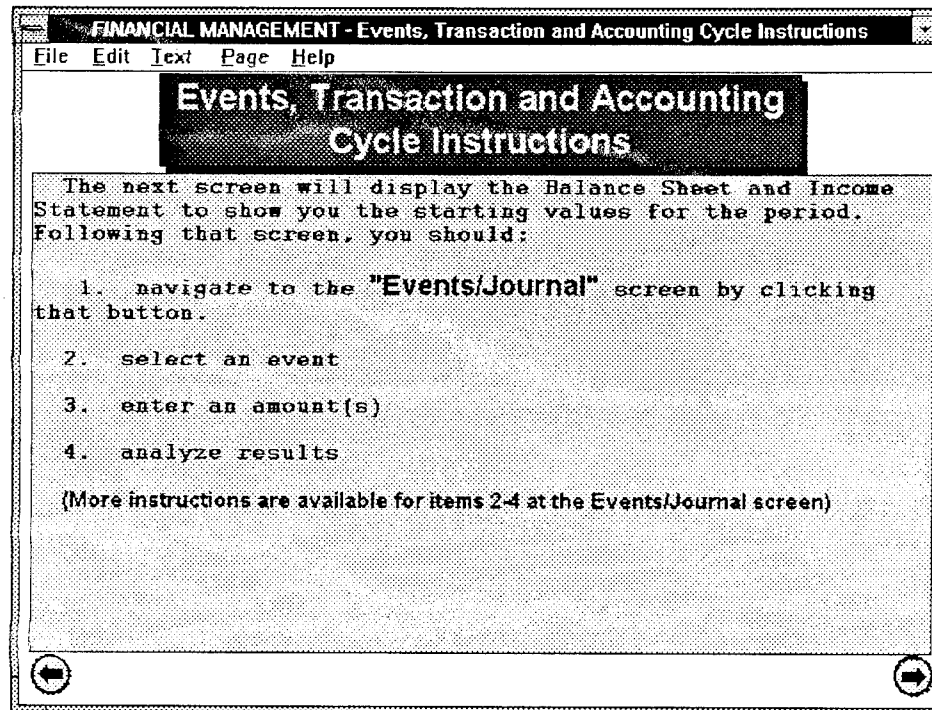 FINANCIAL MANAGEMENT - Events, Transaction and Accounting Cycle Instructions
File Edit Text Page Help
Events, Transaction and Accounting
Cycle Instructions
The next screen will display the Balance Sheet and Income
Statement to show you the starting values for the period.
Following that screen, you should:
1. navigate to the "Events/Journal" screen by clicking
that button.
2. select an event
3. enter an amount(s)
4. analyze results
(More instructions are available for items 2-4 at the Events/Journal screen)